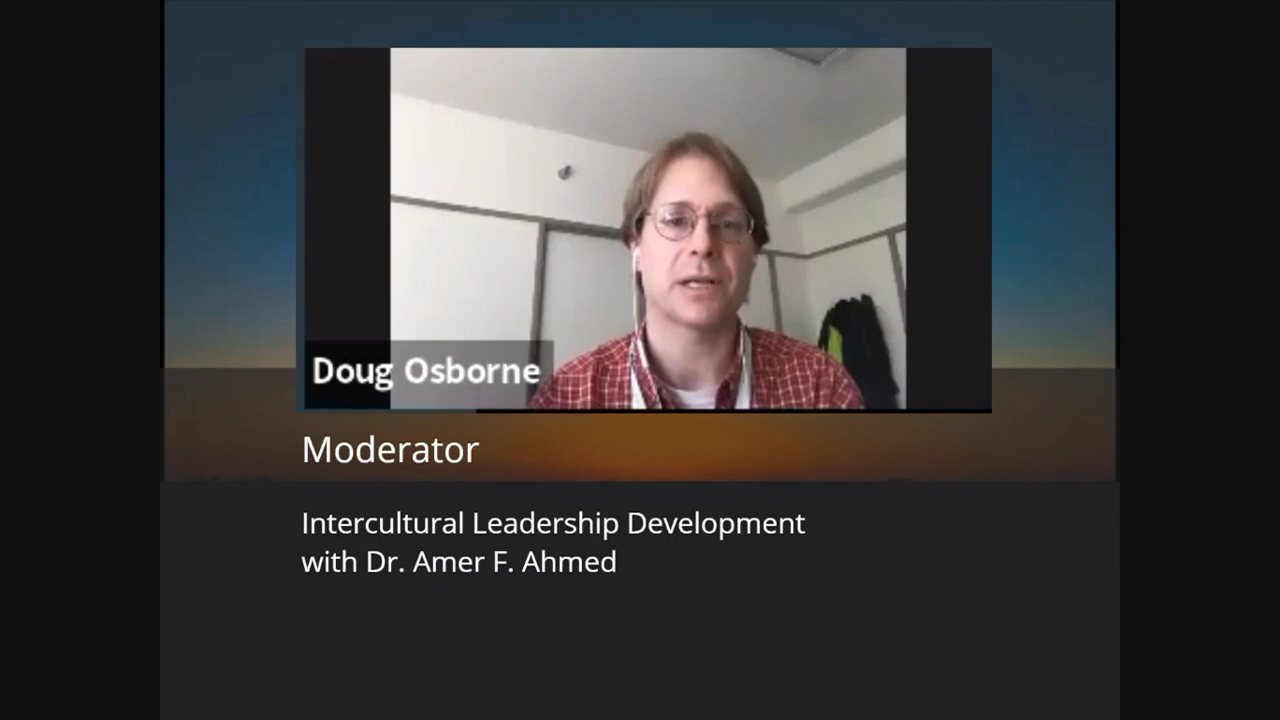 Doug Osborne
Moderator
Intercultural Leadership Development
with Dr. Amer F. Ahmed